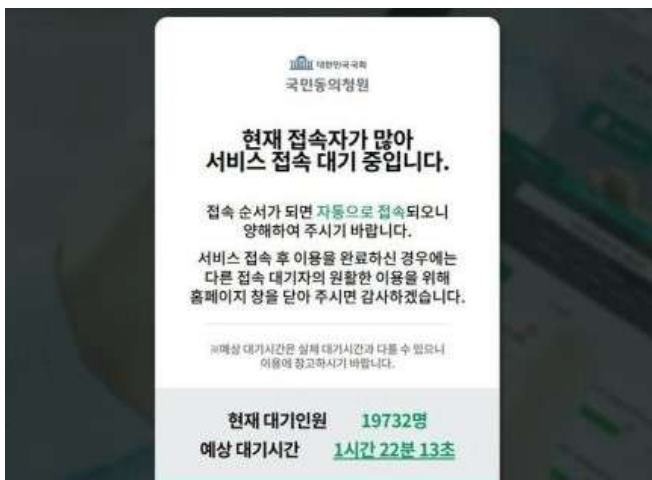 대한민국국회
국민동의청원
현재 접속자가 많아
서비스 접속 대기 중입니다.
접속 순서가 되면 자동으로 접속되오니
양해하여 주시기 바랍니다.
서비스 접속 후 이용을 완료하신 경우에는
다른 접속 대기자의 원활한 이용을 위해
홈페이지 창을 닫아 주시면 감사하겠습니다.
※예상 대기시간은 실제 대기시간과 다를 수 있으니
이용에 참고하시기 바랍니다.
현재 대기인원 19732명
예상 대기시간 1시간 22분 13초